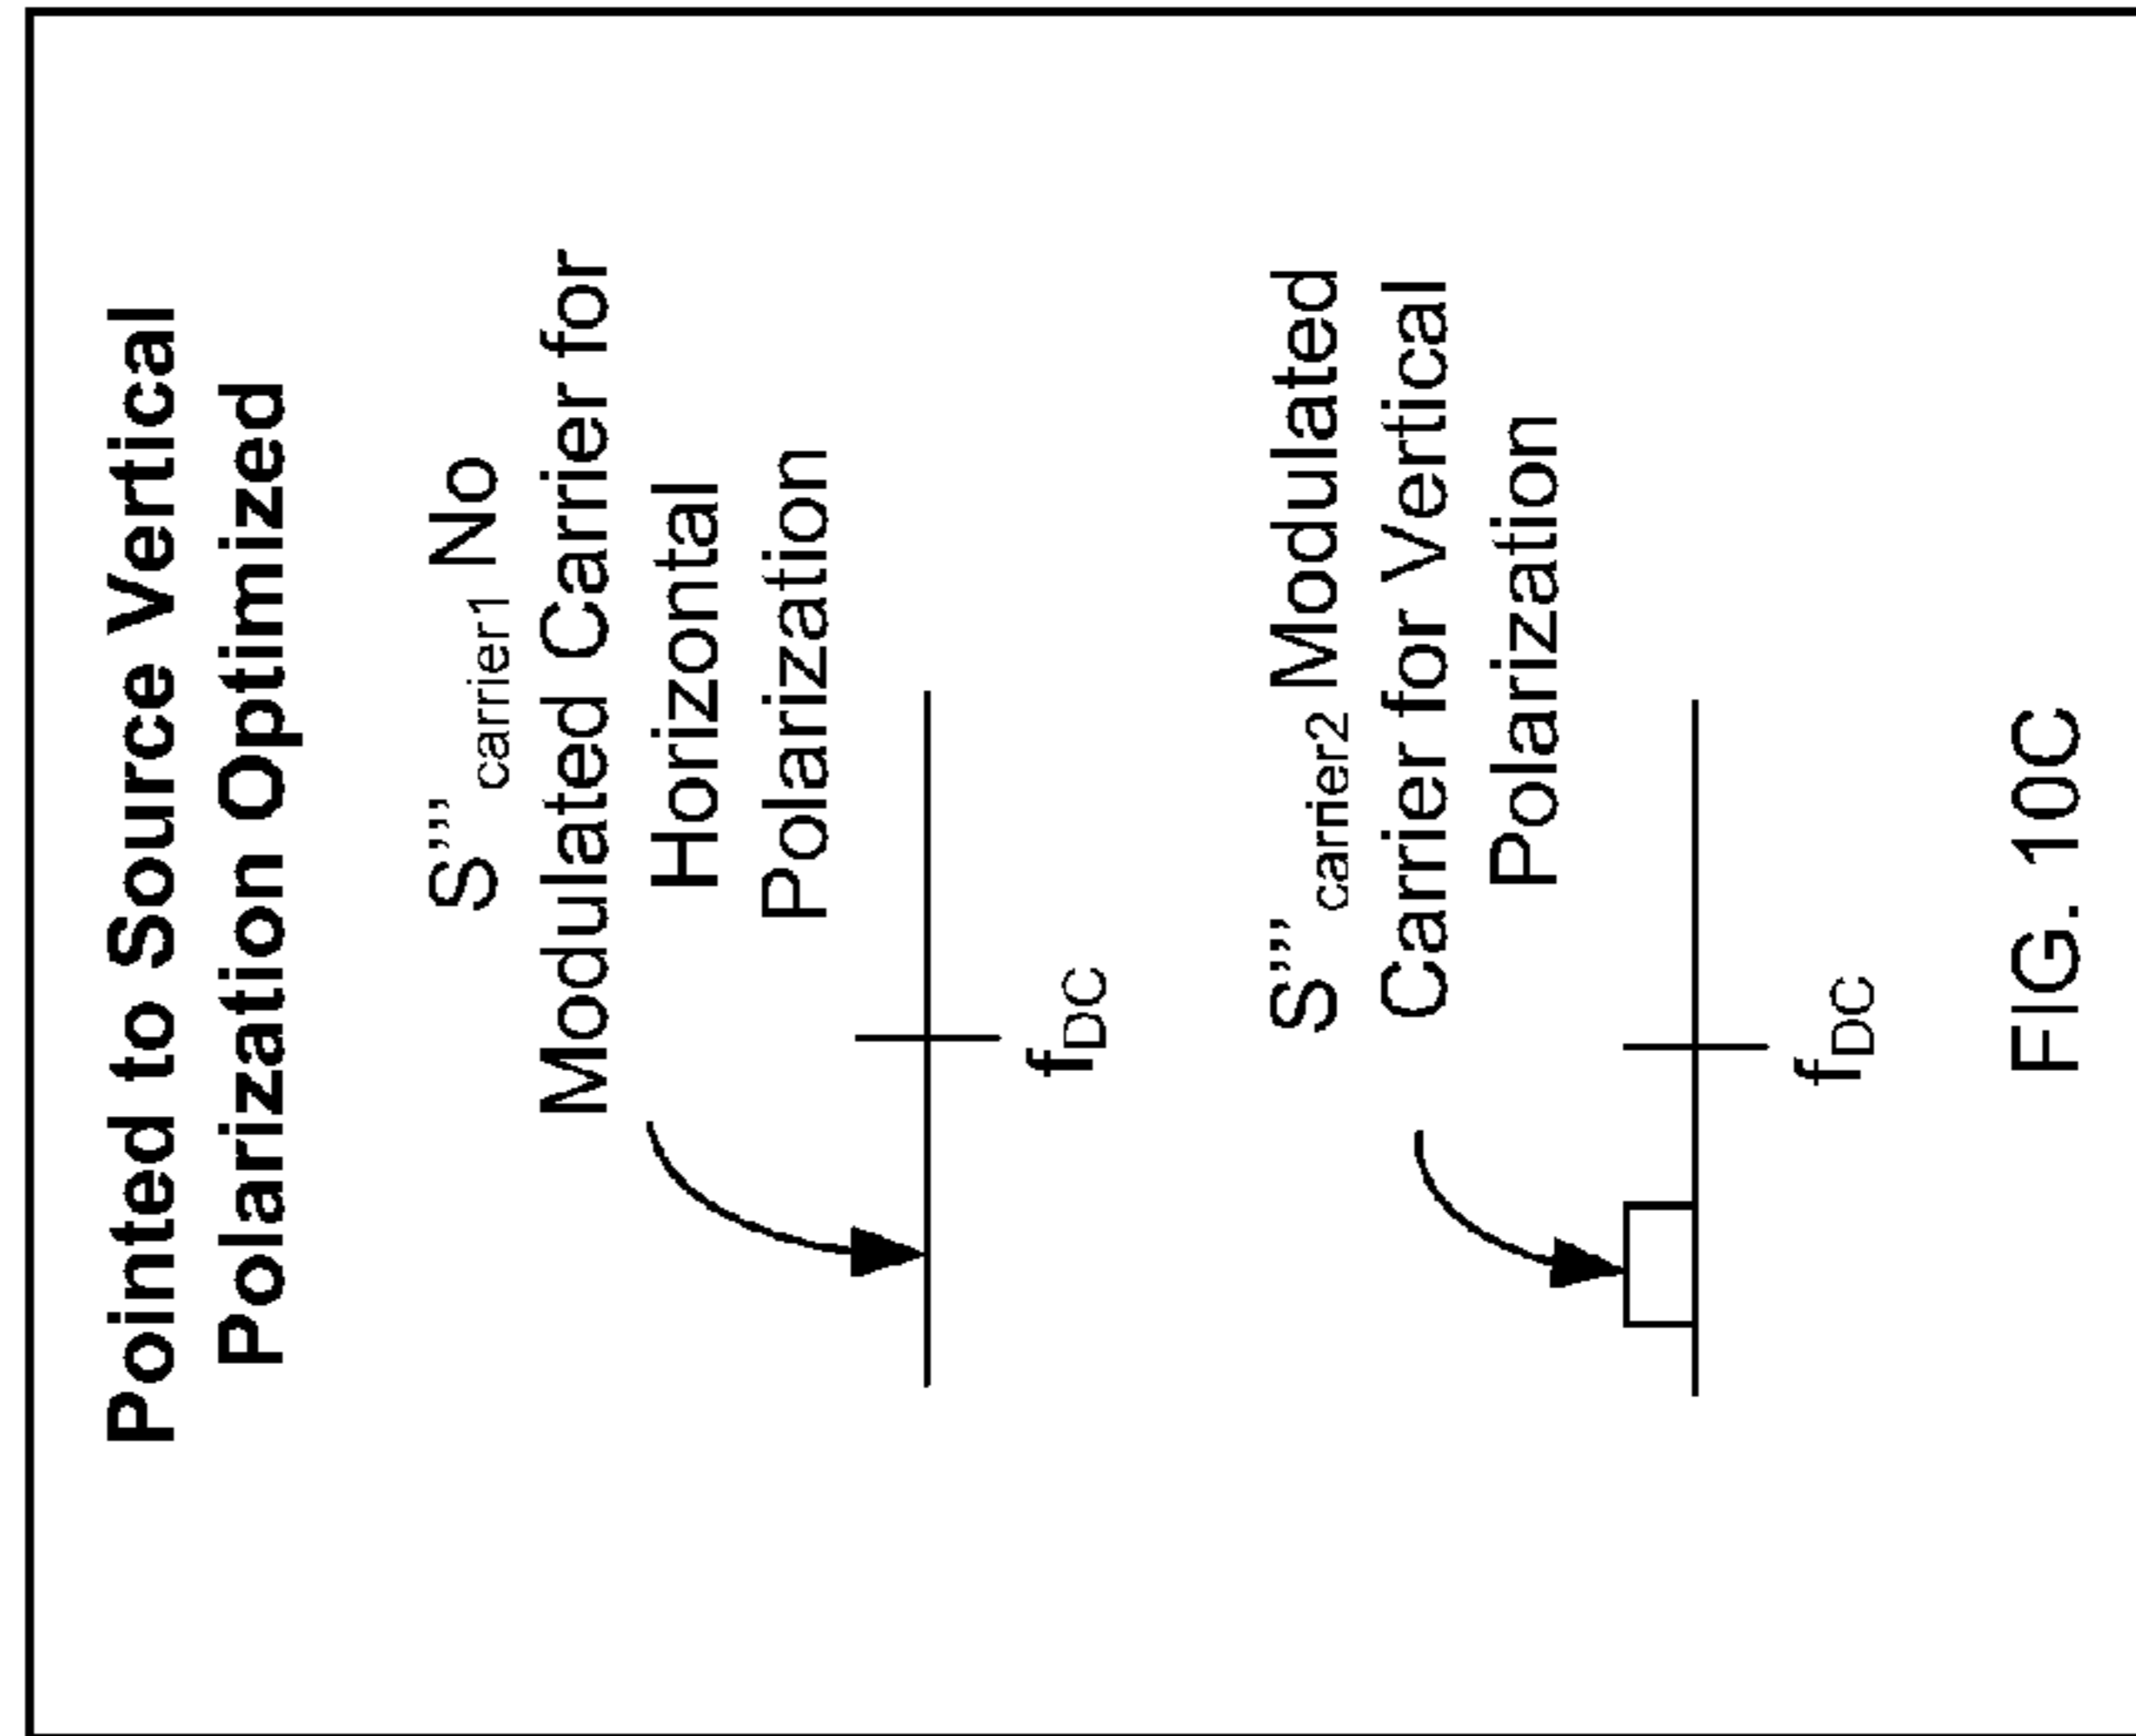 Pointed to Source Vertical
Polarization Optimized
S’’’carrier1 No
Modulated Carrier for
Horizontal
Polarization
fDC
S’’’carrier2 Modulated
Carrier for Vertical
Polarization
fDC
FIG. 10C